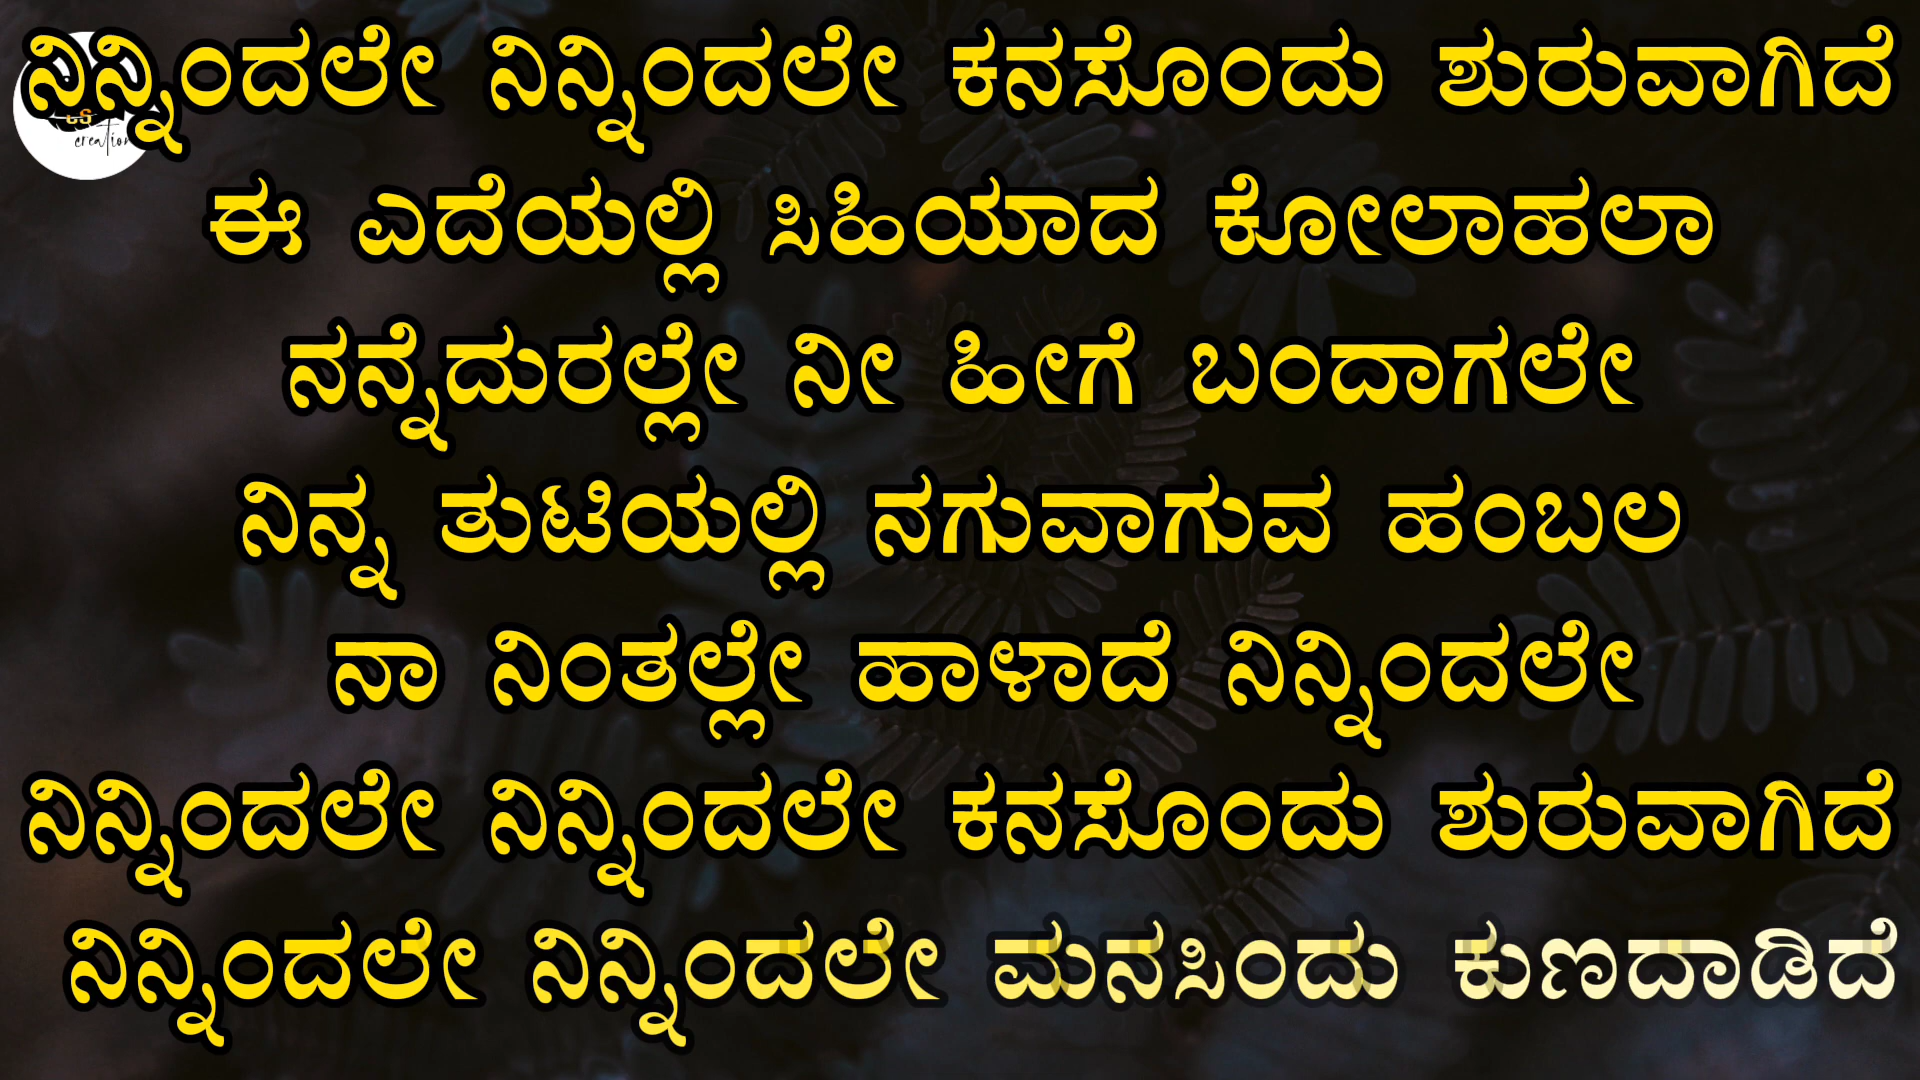 ನಿನ್ನಿಂದಲೇ ನಿನ್ನಿಂದಲೇ ಕನಸೊಂದು ಶುರುವಾಗಿದೆ
ಈ ಎದೆಯಲ್ಲಿ ಸಿಹಿಯಾದ ಕೋಲಾಹಲಾ
ನನ್ನೆದುರಲ್ಲೇ ನೀ ಹೀಗೆ ಬಂದಾಗಲೇ
ನಿನ್ನ ತುಟಿಯಲ್ಲಿ ನಗುವಾಗುವ ಹಂಬಲ
ನಾ ನಿಂತಲ್ಲೇ ಹಾಳಾದೆ ನಿನ್ನಿಂದಲೇ
ನಿನ್ನಿಂದಲೇ ನಿನ್ನಿಂದಲೇ ಕನಸೊಂದು ಶುರುವಾಗಿದೆ
ನಿನ್ನಿಂದಲೇ ನಿನ್ನಿಂದಲೇ ಮನಸಿಂದು ಕುಣದಾಡಿದೆ
creation